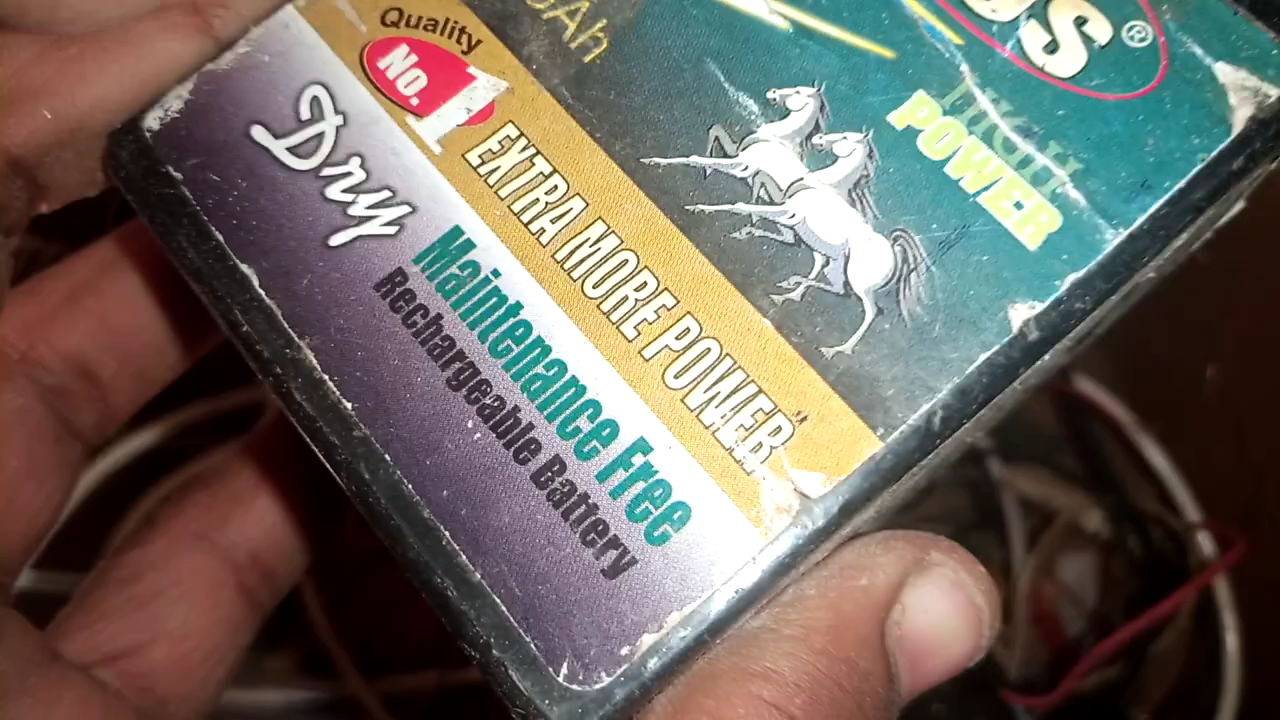 Quality
No.1
EXTRA MORE POWER
Dry
Maintenance Free
Rechargeable Battery
HIGH
POWER
®